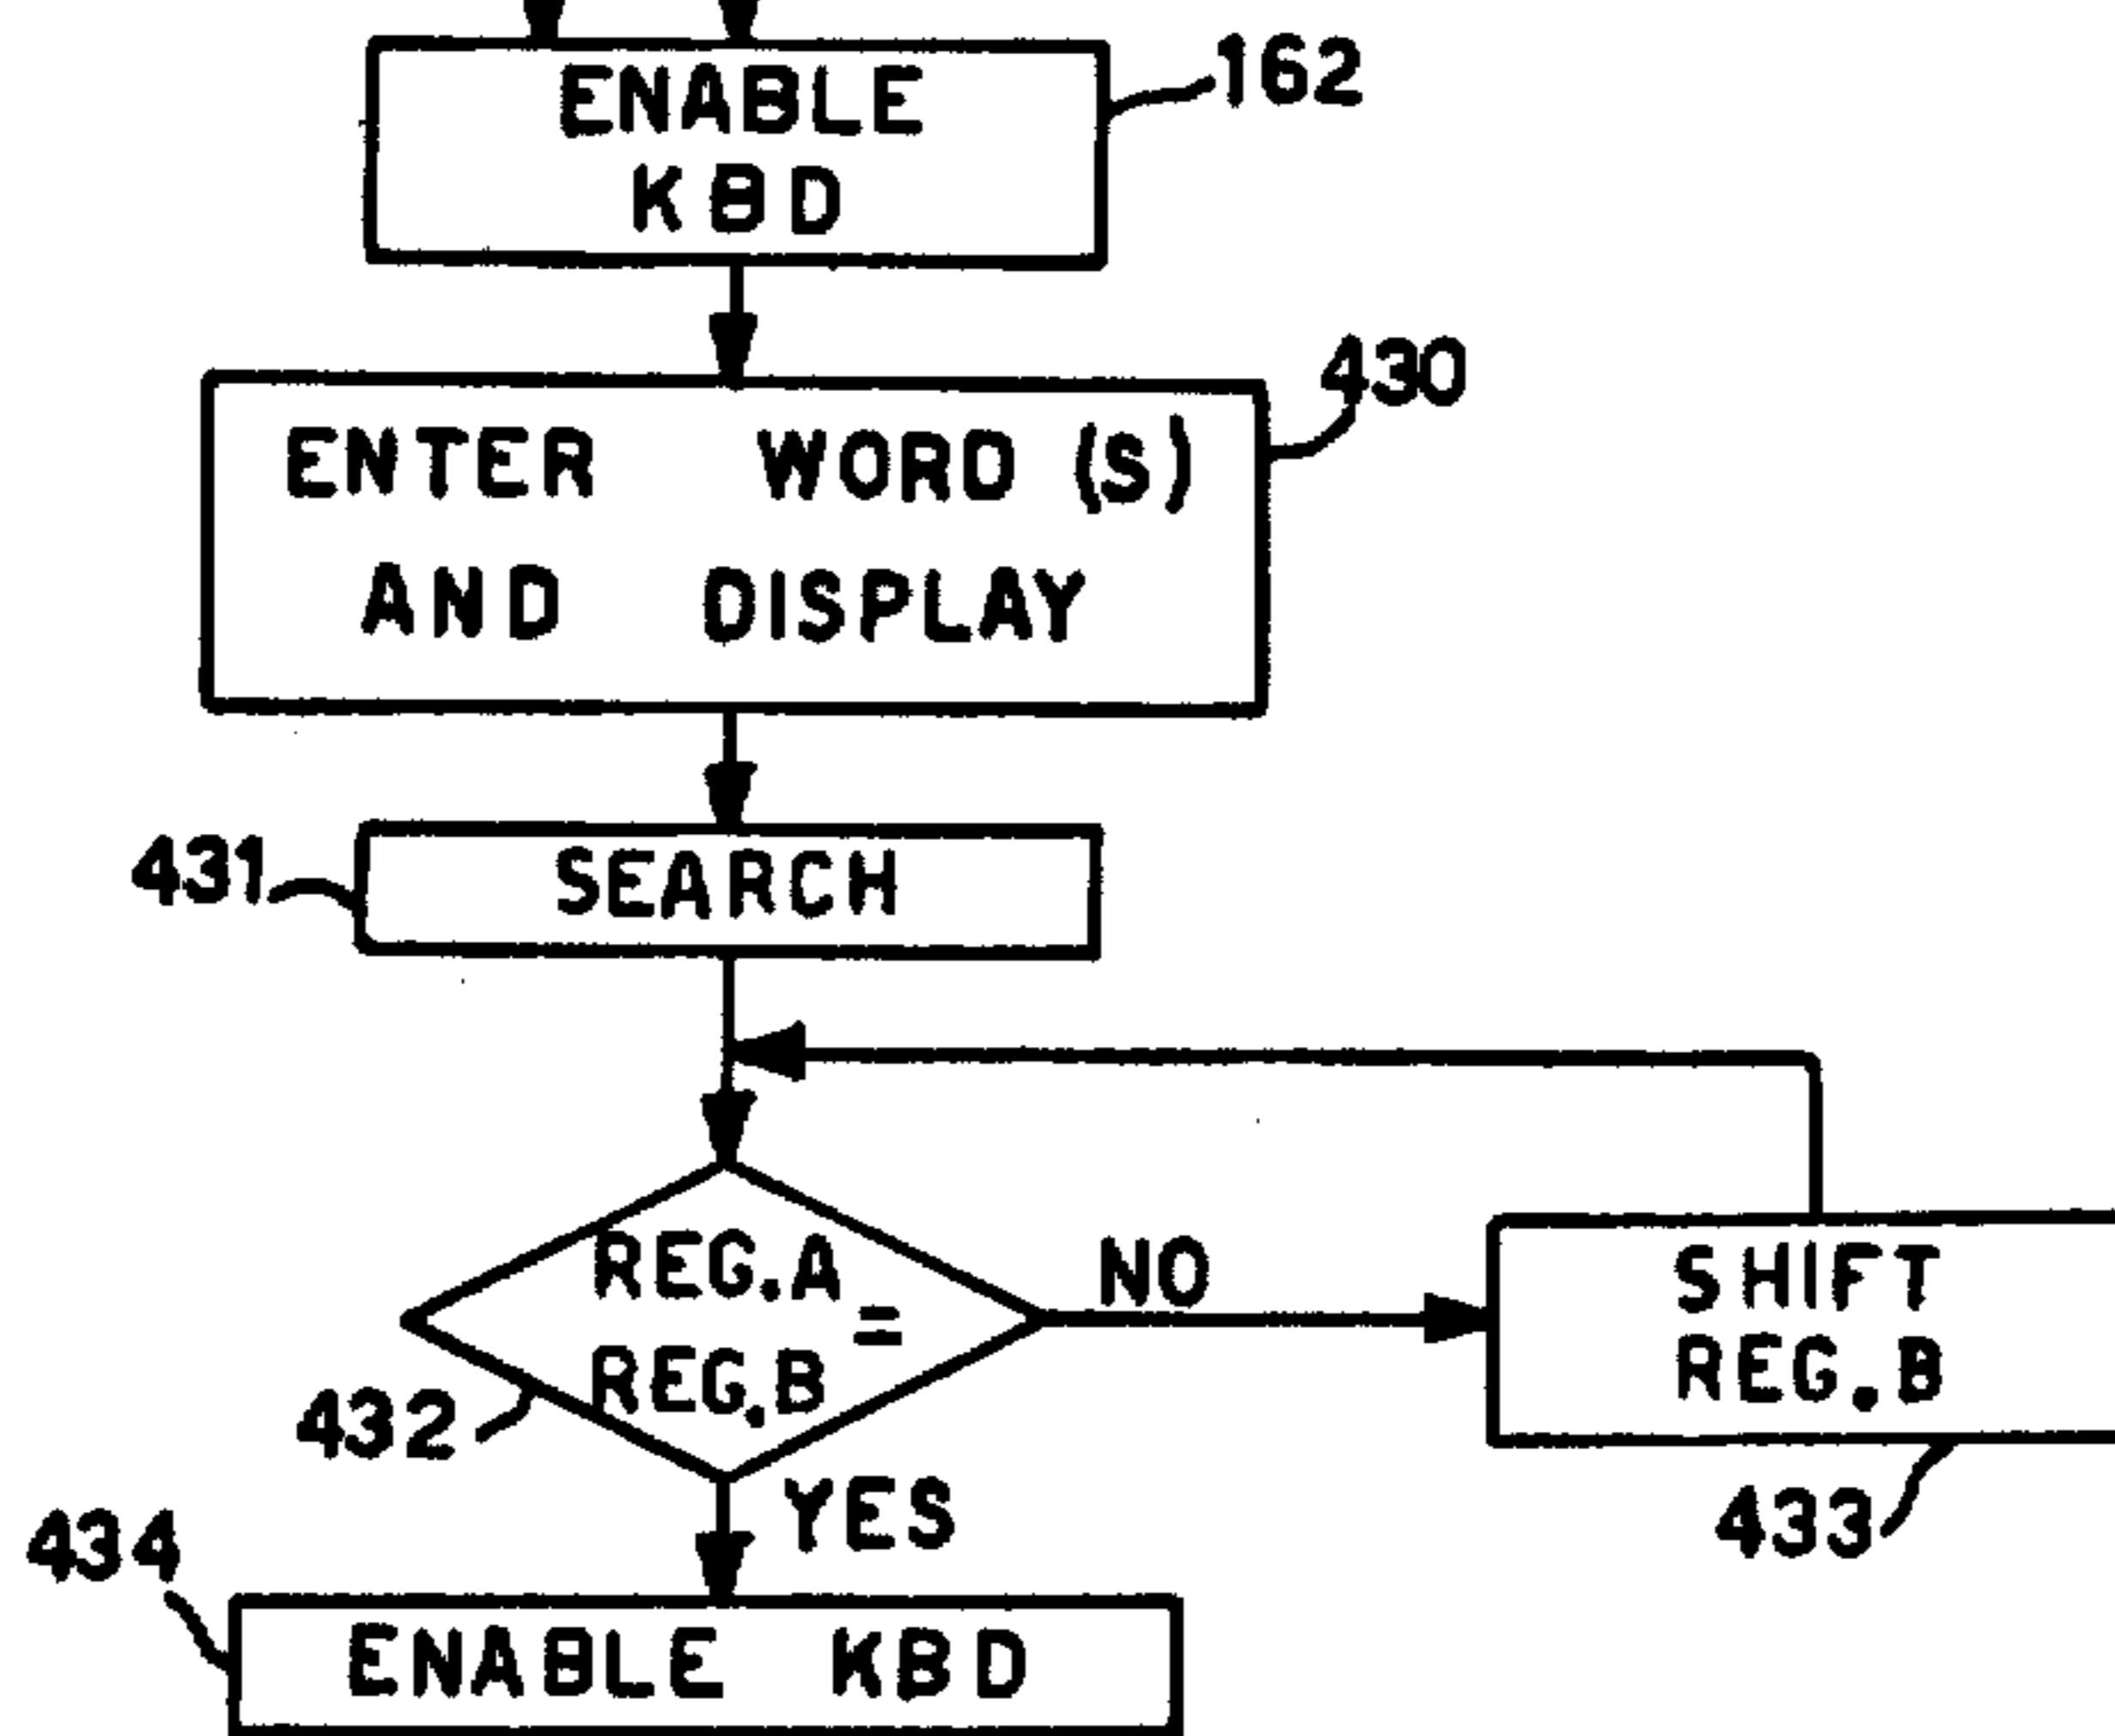 ENABLE
KBD
162
ENTER WORD (S)
AND DISPLAY
430
431
SEARCH
REG.A =
REG.B
NO
SHIFT
REG.B
432
433
YES
434
ENABLE KBD